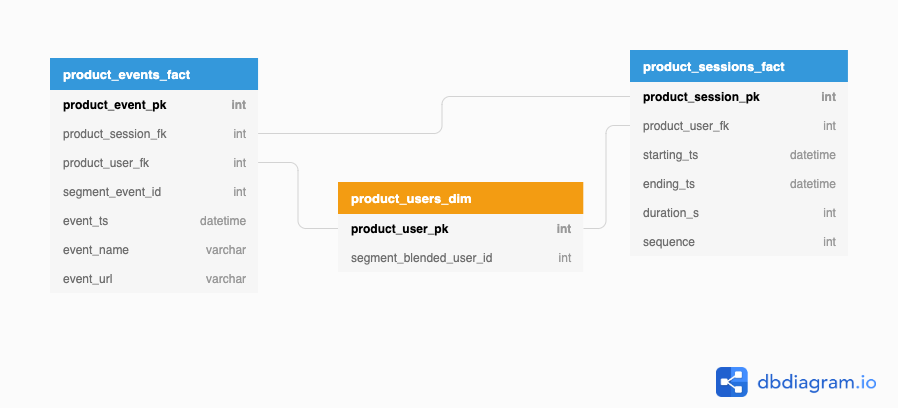 product_events_fact
product_event_pk int
product_session_fk int
product_user_fk int
segment_event_id int
event_ts datetime
event_name varchar
event_url varchar
product_users_dim
product_user_pk int
segment_blended_user_id int
product_sessions_fact
product_session_pk int
product_user_fk int
starting_ts datetime
ending_ts datetime
duration_s int
sequence int
dbdiagram.io